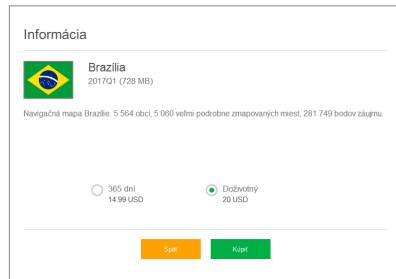 Informácia
Brazília
2017Q1 (728 MB)
Navigačná mapa Brazílie. 5 564 obcí, 5 060 veľmi podrobne zmapovaných miest, 281 749 bodov záujmu.
365 dní
14.99 USD
Doživotný
20 USD
Späť
Kúpiť